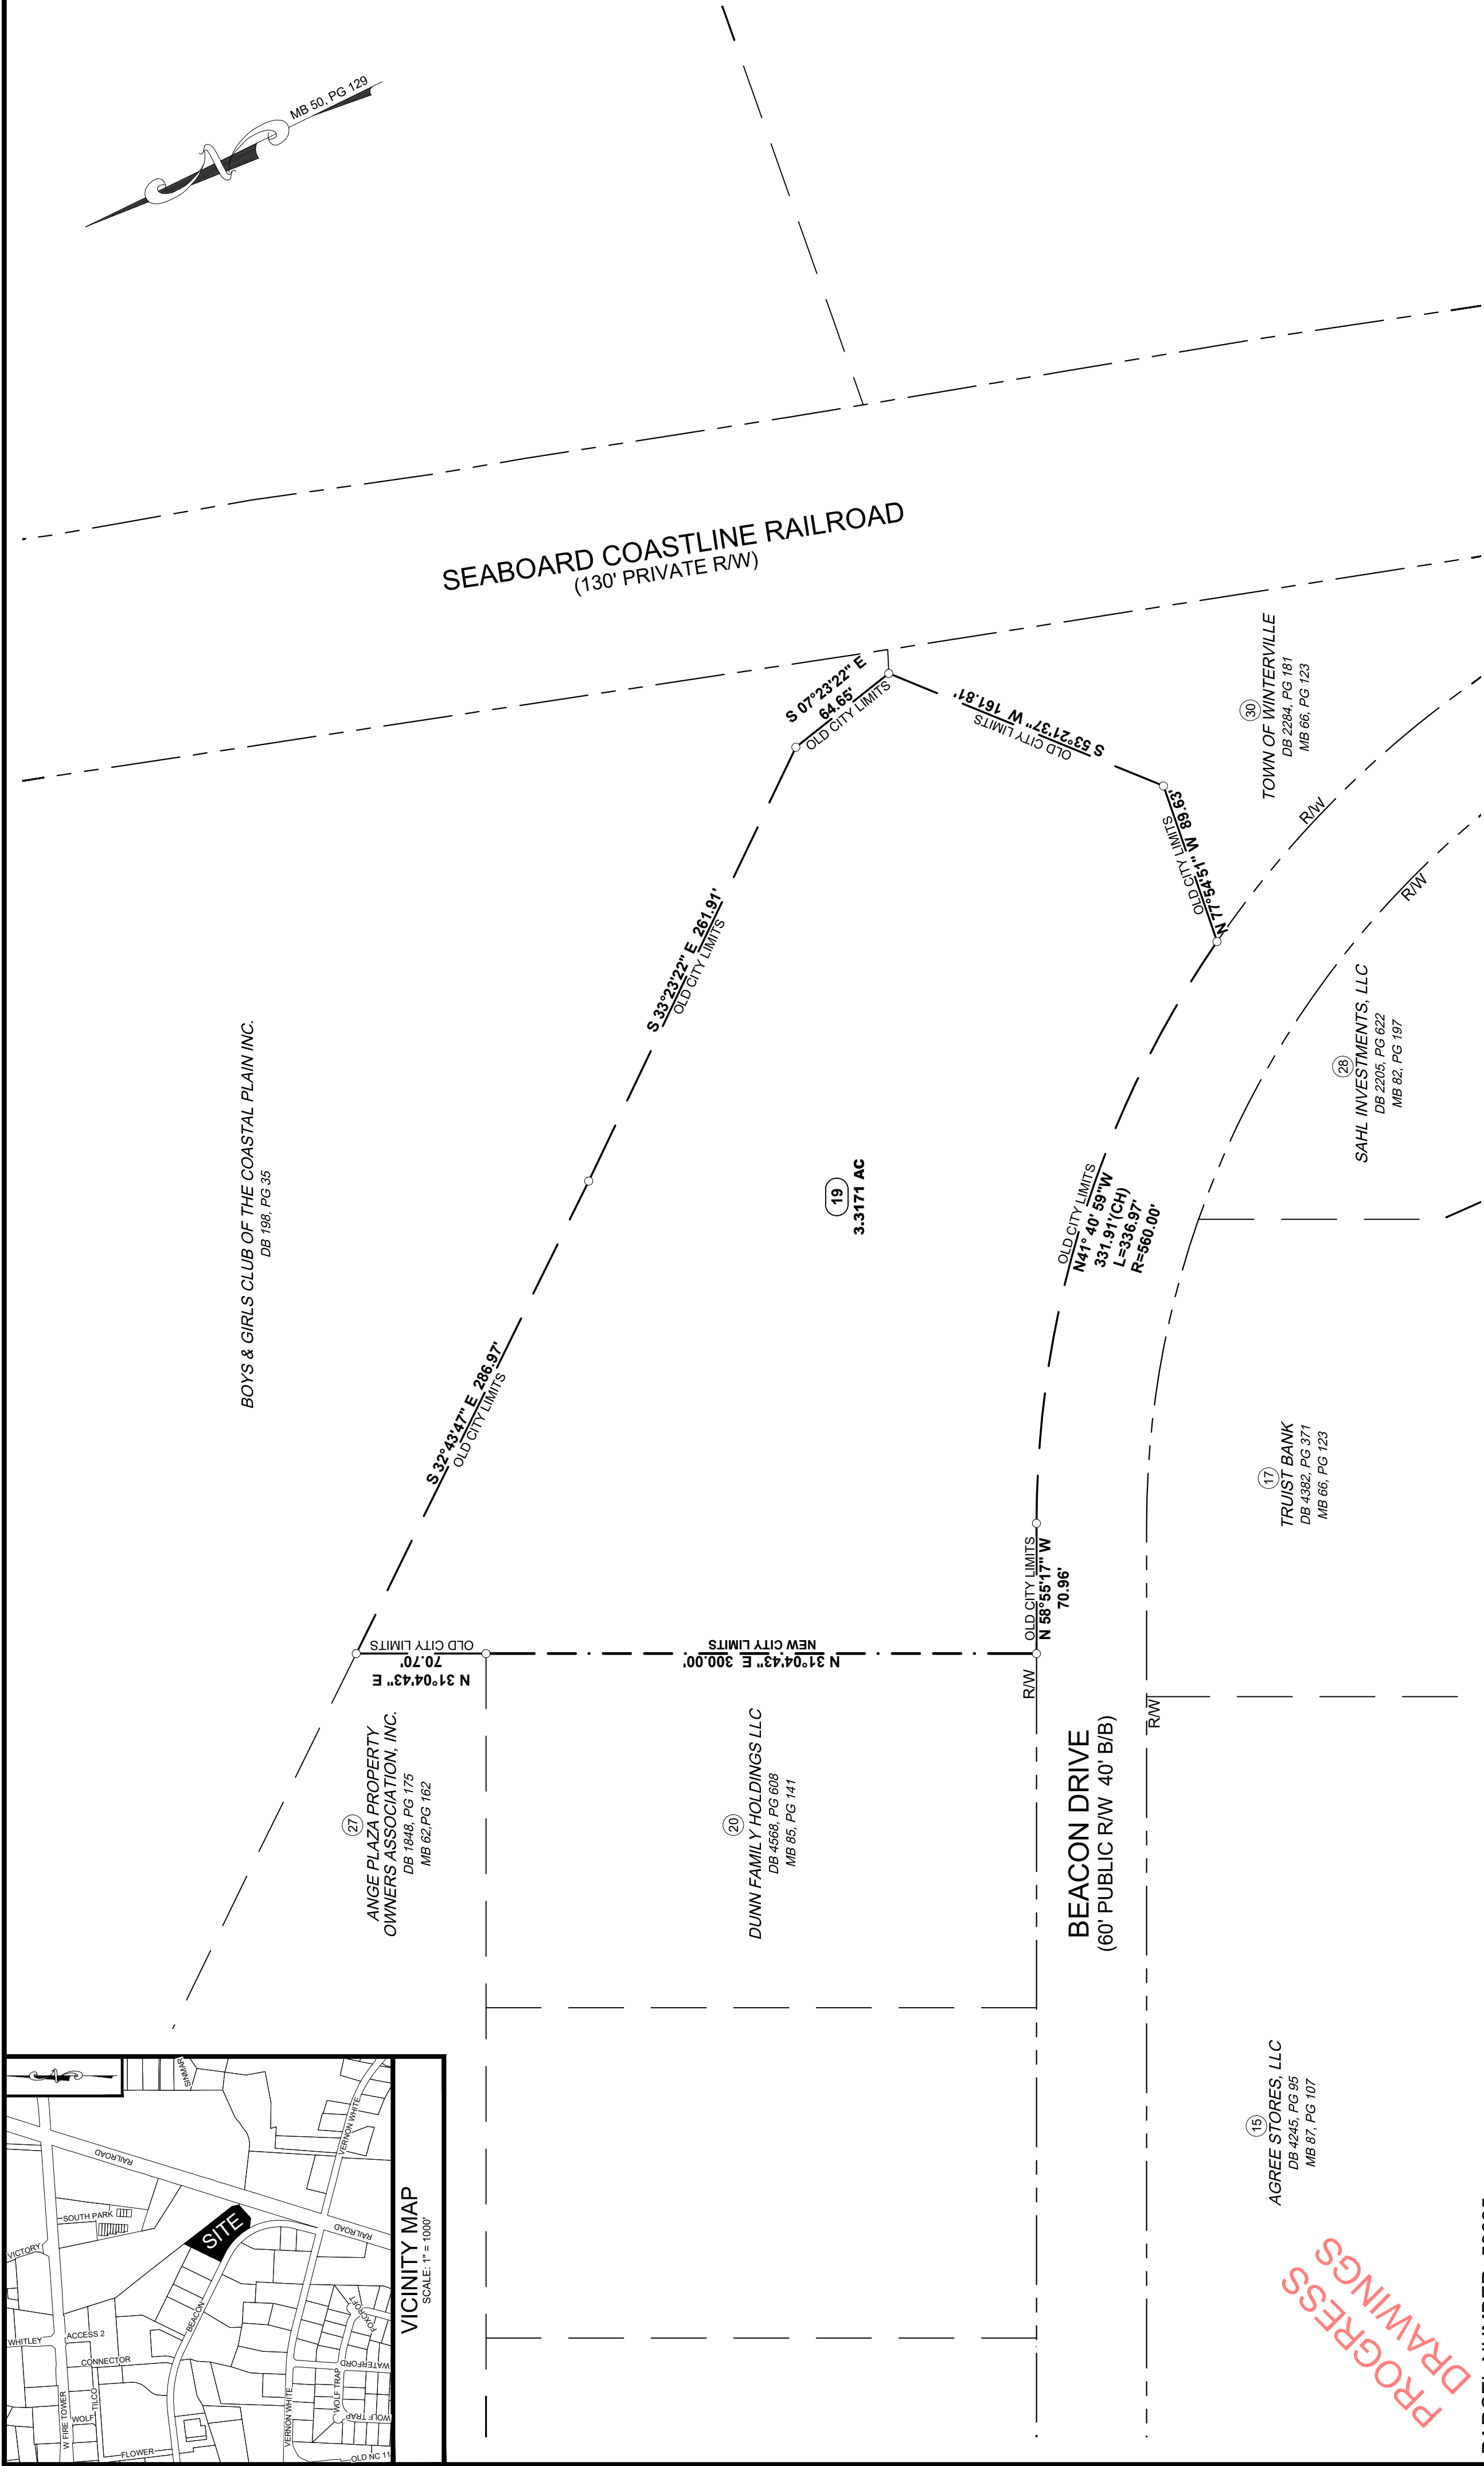 MB 50, PG 129
N
SEABOARD COASTLINE RAILROAD
(130' PRIVATE R/W)
BOYS & GIRLS CLUB OF THE COASTAL PLAIN INC.
DB 198, PG 35
S 32°43'47" E 286.97'
OLD CITY LIMITS
S 33°23'22" E 261.91'
OLD CITY LIMITS
S 07°23'22" E
64.65'
OLD CITY LIMITS
S 53°21'37" W 161.81'
OLD CITY LIMITS
N 77°54'51" W 89.63'
OLD CITY LIMITS
30
TOWN OF WINTERVILLE
DB 2284, PG 181
MB 66, PG 123
R/W
R/W
28
SAHL INVESTMENTS, LLC
DB 2205, PG 622
MB 82, PG 197
19
3.3171 AC
OLD CITY LIMITS
N41° 40' 59"W
331.91'(CH)
L=336.97'
R=560.00'
OLD CITY LIMITS
N 58°55'17" W
70.96'
17
TRUIST BANK
DB 4382, PG 371
MB 66, PG 123
N 31°04'43" E
70.70'
OLD CITY LIMITS
N 31°04'43" E 300.00'
NEW CITY LIMITS
R/W
R/W
27
ANGE PLAZA PROPERTY
OWNERS ASSOCIATION, INC.
DB 1848, PG 175
MB 62,PG 162
20
DUNN FAMILY HOLDINGS LLC
DB 4568, PG 608
MB 85, PG 141
BEACON DRIVE
(60' PUBLIC R/W 40' B/B)
15
AGREE STORES, LLC
DB 4245, PG 95
MB 87, PG 107
PROGRESS
DRAWINGS
VICINITY MAP
SCALE: 1" = 1000'
SITE
RAILROAD
RAILROAD
SOUTH PARK
VICTORY
WHITLEY
ACCESS 2
CONNECTOR
BEACON
W FIRE TOWER
TILCO
WOLF
FLOWER
VERNON WHITE
VERNON WHITE
FOXCROFT
WATERFORD
WOLF TRAP
WOLF TRAP
OLD NC 11